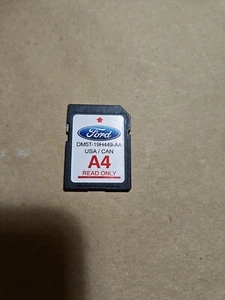 Ford
DM5T-19H449-AA
USA / CAN
A4
READ ONLY